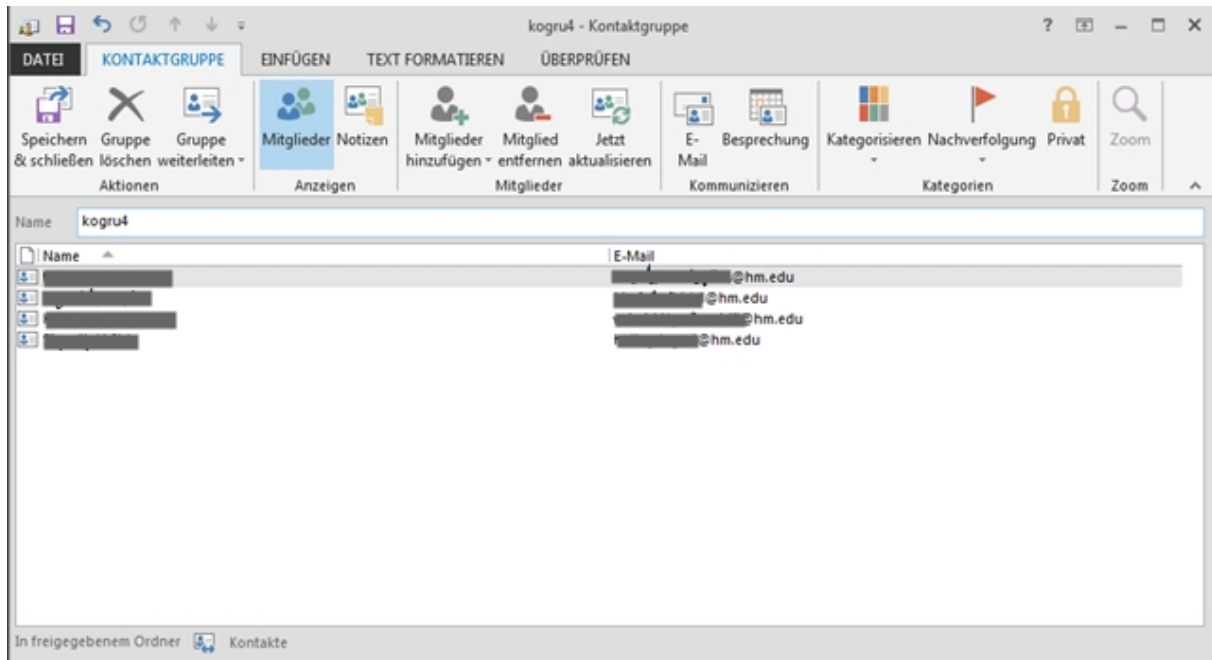 kogru4 - Kontaktgruppe
?
DATEI KONTAKTGRUPPE EINFÜGEN TEXT FORMATIEREN ÜBERPRÜFEN
Speichern Gruppe Gruppe Mitglieder Notizen Mitglieder Mitglied Jetzt E- Besprechung Kategorisieren Nachverfolgung Privat Zoom
& schließen löschen weiterleiten hinzufügen entfernen aktualisieren Mail
Aktionen Anzeigen Mitglieder Kommunizieren Kategorien Zoom
Name kogru4
Name E-Mail
@hm.edu
@hm.edu
@hm.edu
@hm.edu
In freigegebenem Ordner Kontakte